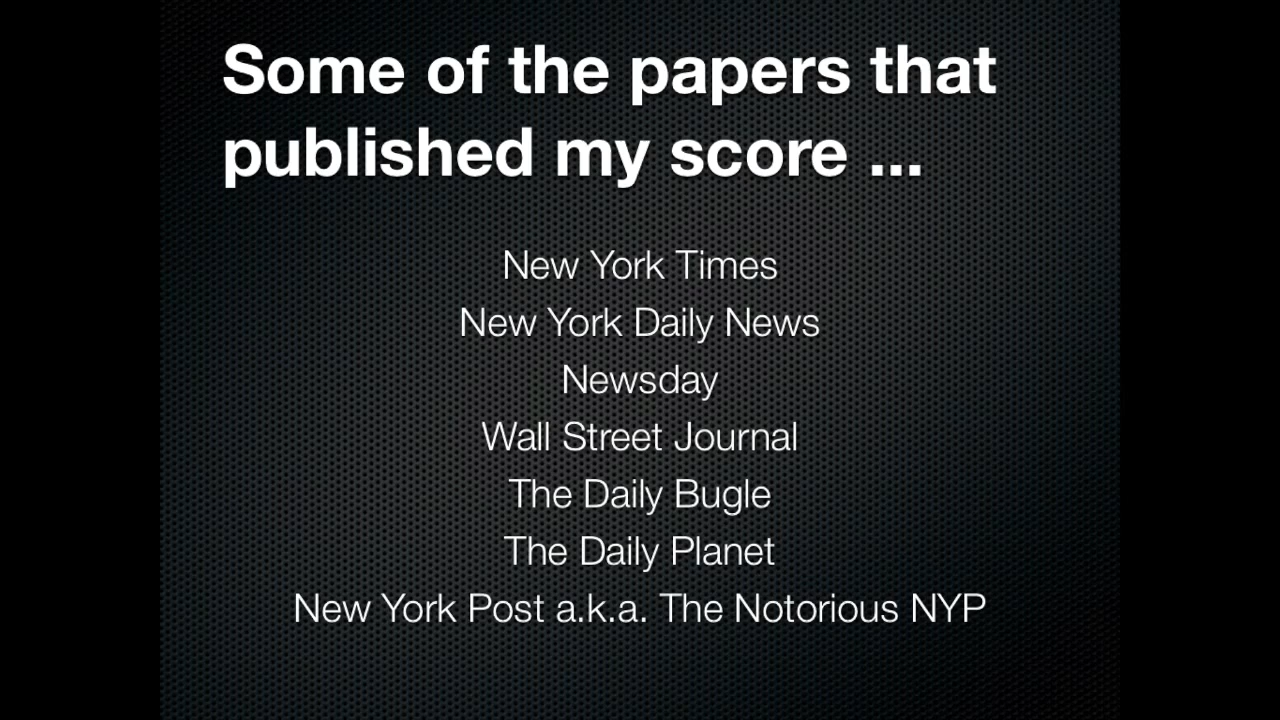 Some of the papers that
published my score ...
New York Times
New York Daily News
Newsday
Wall Street Journal
The Daily Bugle
The Daily Planet
New York Post a.k.a. The Notorious NYP